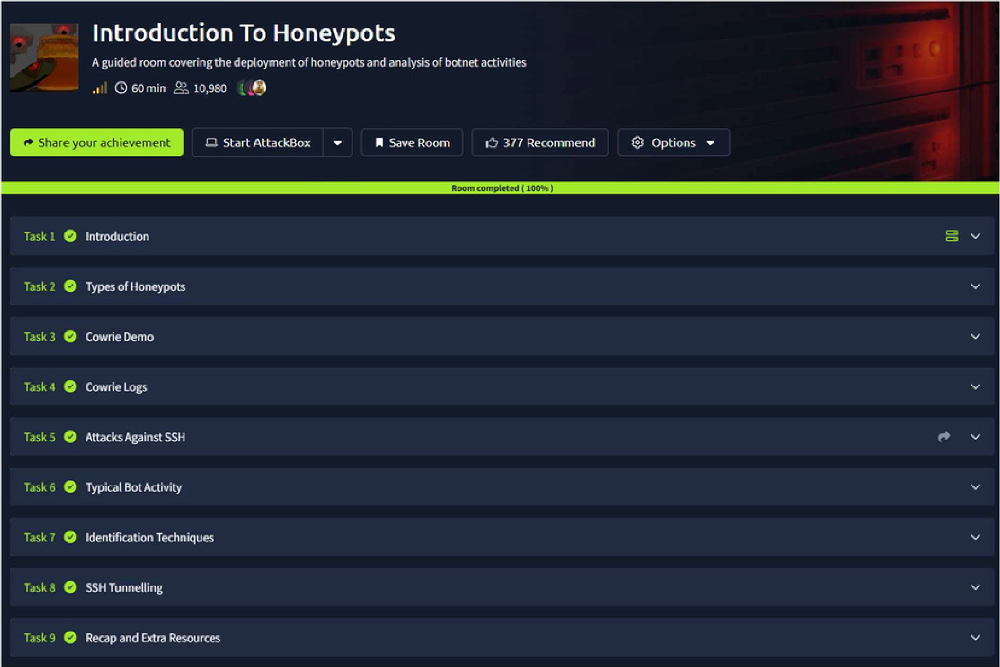 Introduction To Honeypots
A guided room covering the deployment of honeypots and analysis of botnet activities
60 min 10,980
Share your achievement Start AttackBox Save Room 377 Recommend Options
Room completed ( 100% )
Task 1 Introduction
Task 2 Types of Honeypots
Task 3 Cowrie Demo
Task 4 Cowrie Logs
Task 5 Attacks Against SSH
Task 6 Typical Bot Activity
Task 7 Identification Techniques
Task 8 SSH Tunnelling
Task 9 Recap and Extra Resources